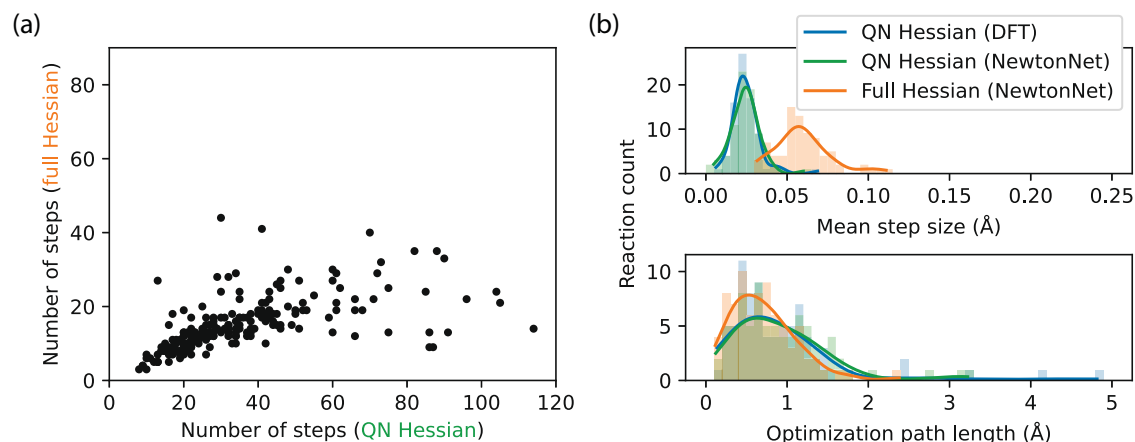 (a)
80
60
40
20
0
Number of steps (full Hessian)
0 20 40 60 80 100 120
Number of steps (QN Hessian)
(b)
QN Hessian (DFT)
QN Hessian (NewtonNet)
Full Hessian (NewtonNet)
20
10
0
0.00 0.05 0.10 0.15 0.20 0.25
Mean step size (Å)
Reaction count
10
5
0
0 1 2 3 4 5
Optimization path length (Å)